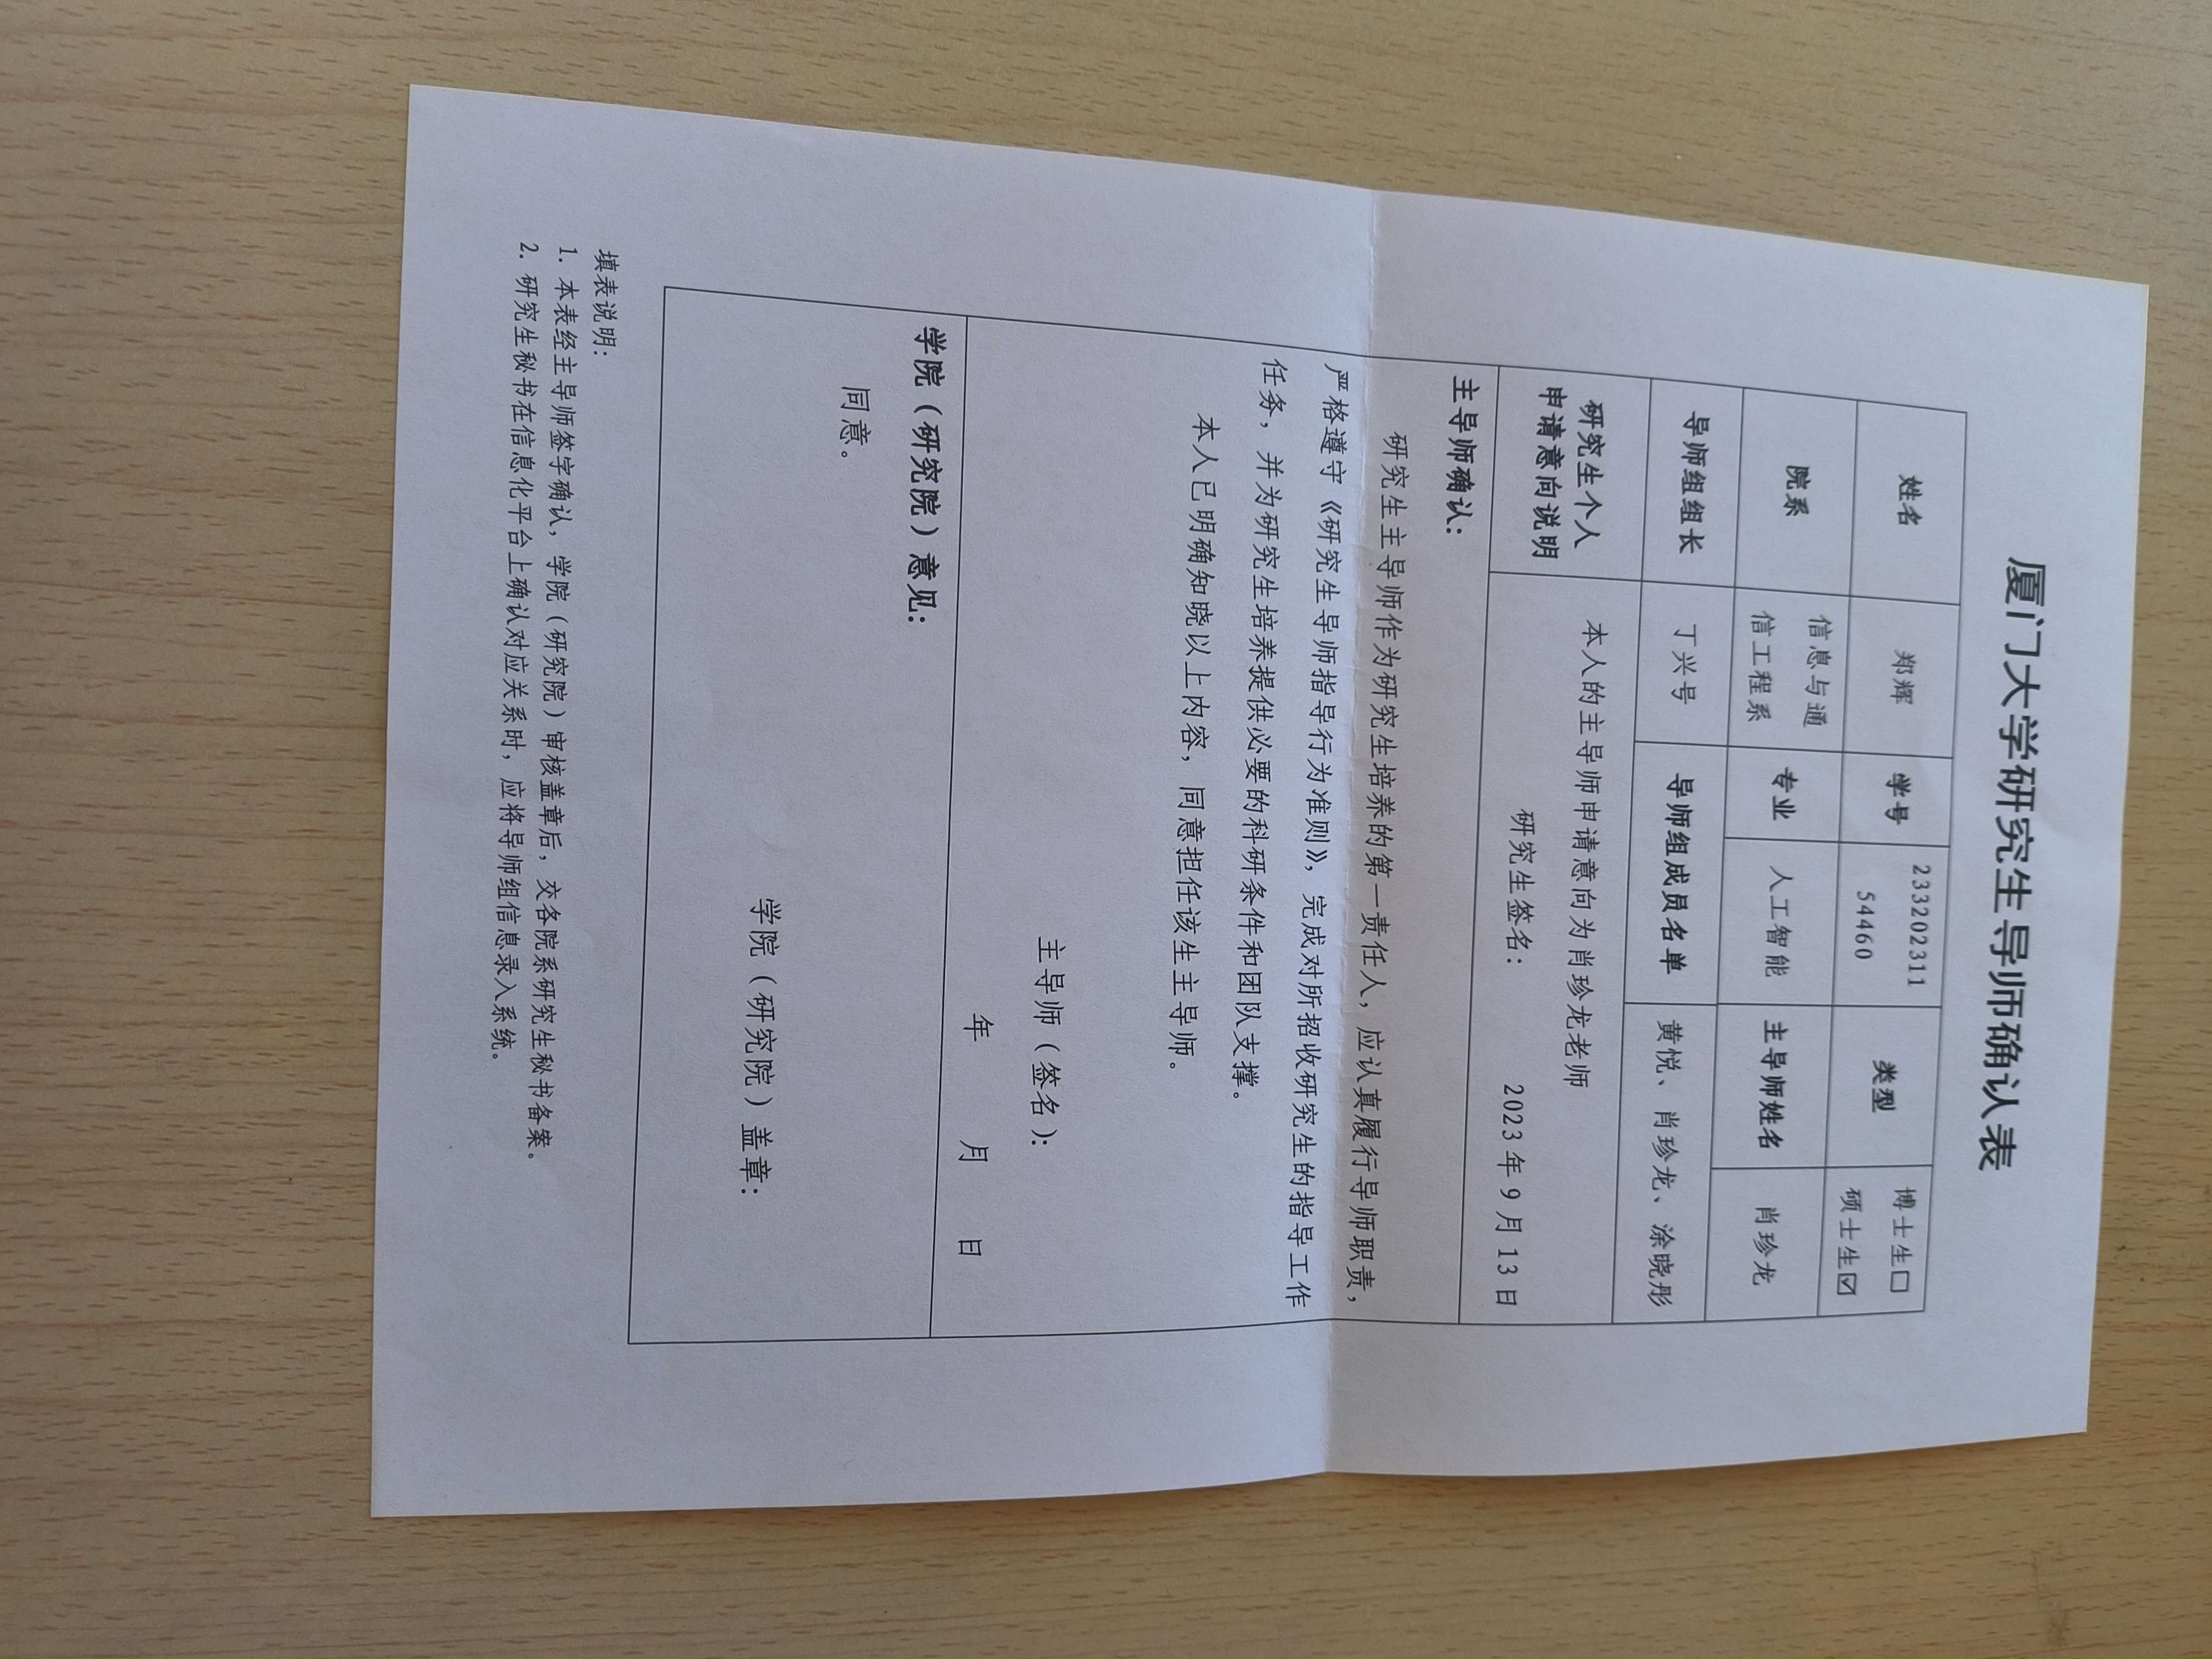 厦门大学研究生导师确认表
姓名 郑辉 学号 233202311 54460 类型 博士生□ 硕士生☑
院系 信息与通信工程系 专业 人工智能 主导师姓名 肖珍龙
导师组组长 丁兴号 导师组成员名单 黄悦、肖珍龙、涂晓彤
研究生个人
申请意向说明
本人的主导师申请意向为肖珍龙老师
研究生签名：
2023 年 9 月 13 日
主导师确认：
研究生主导师作为研究生培养的第一责任人，应认真履行导师职责，
严格遵守《研究生导师指导行为准则》，完成对所招收研究生的指导工作
任务，并为研究生培养提供必要的科研条件和团队支撑。
本人已明确知晓以上内容，同意担任该生主导师。
主导师（签名）：
年 月 日
学院（研究院）意见：
同意。
学院（研究院）盖章：
填表说明：
1. 本表经主导师签字确认，学院（研究院）审核盖章后，交各院系研究生秘书备案。
2. 研究生秘书在信息化平台上确认对应关系时，应将导师组信息录入系统。